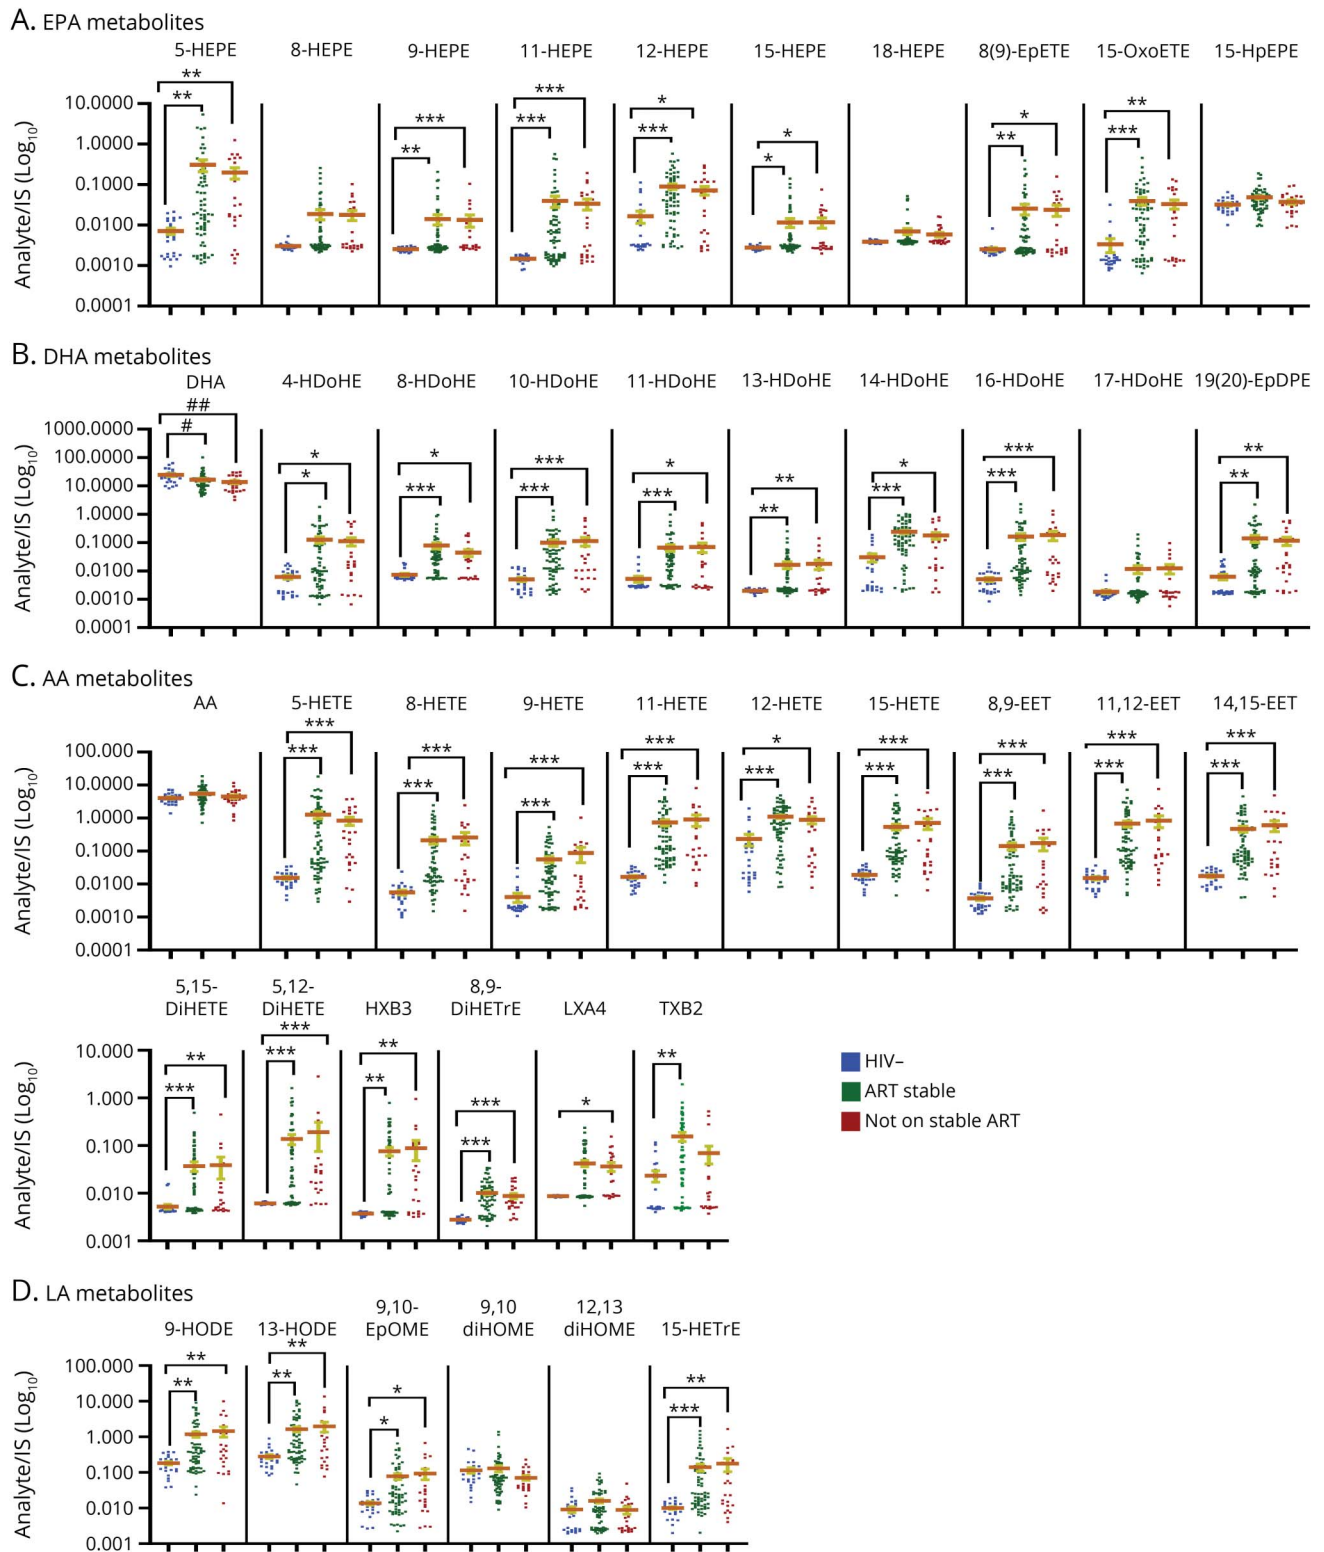 A. EPA metabolites
5-HEPE 8-HEPE 9-HEPE 11-HEPE 12-HEPE 15-HEPE 18-HEPE 8(9)-EpETE 15-OxoETE 15-HpEPE
** ** ** *** *** *** * *** * * * ** ** ***
10.0000
1.0000
0.1000
0.0100
0.0010
0.0001
Analyte/IS (Log10)
B. DHA metabolites
DHA 4-HDoHE 8-HDoHE 10-HDoHE 11-HDoHE 13-HDoHE 14-HDoHE 16-HDoHE 17-HDoHE 19(20)-EpDPE
## # * * * *** *** *** * *** ** ** * *** *** *** ** **
1000.0000
100.0000
10.0000
1.0000
0.1000
0.0100
0.0010
0.0001
Analyte/IS (Log10)
C. AA metabolites
AA 5-HETE 8-HETE 9-HETE 11-HETE 12-HETE 15-HETE 8,9-EET 11,12-EET 14,15-EET
*** *** *** *** *** *** *** *** * *** *** *** *** *** *** *** *** ***
100.000
10.0000
1.0000
0.1000
0.0100
0.0010
0.0001
Analyte/IS (Log10)
5,15-
DiHETE
5,12-
DiHETE
HXB3
8,9-
DiHETrE
LXA4
TXB2
** *** *** *** ** ** *** *** * **
10.000
1.000
0.100
0.010
0.001
Analyte/IS (Log10)
HIV–
ART stable
Not on stable ART
D. LA metabolites
9-HODE
13-HODE
9,10-
EpOME
9,10
diHOME
12,13
diHOME
15-HETrE
** ** ** ** * * ** ***
100.000
10.000
1.000
0.100
0.010
0.001
Analyte/IS (Log10)